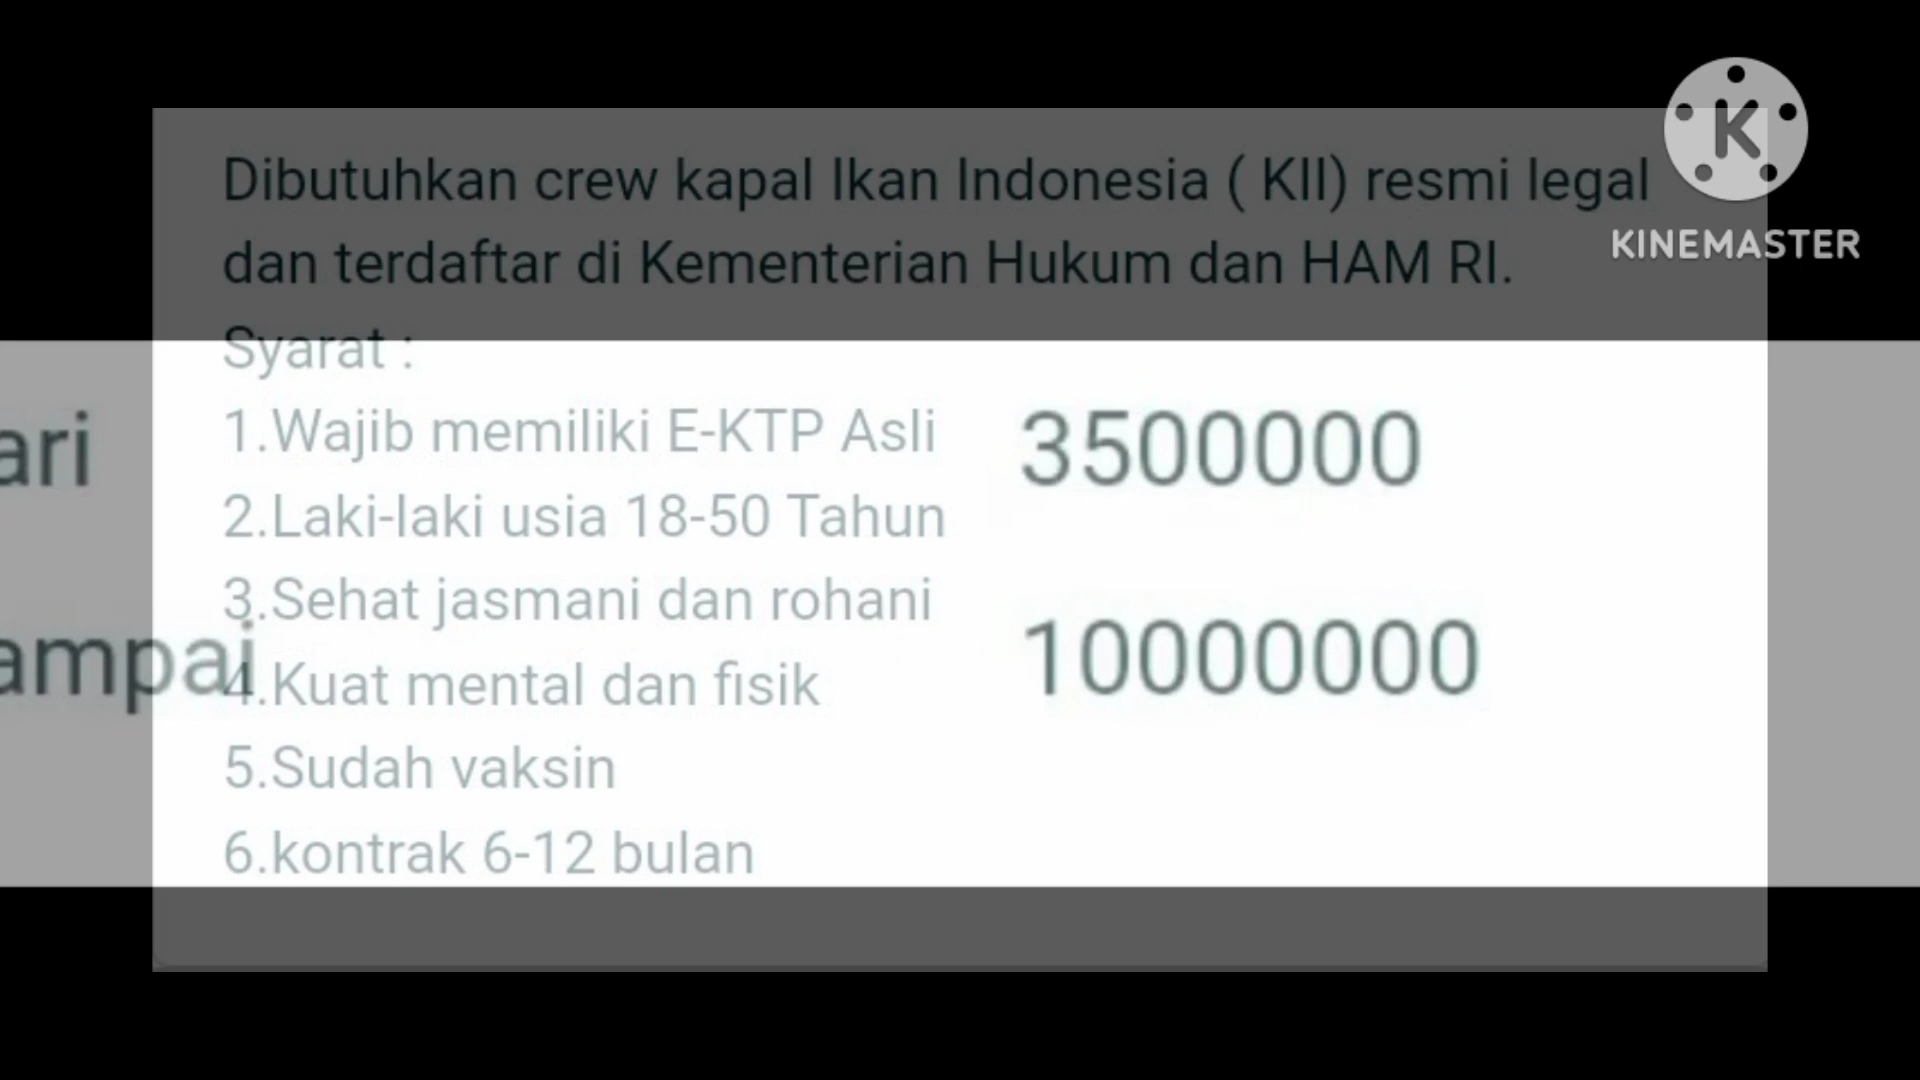 Dibutuhkan crew kapal Ikan Indonesia ( KII) resmi legal
dan terdaftar di Kementerian Hukum dan HAM RI.
Syarat :
1.Wajib memiliki E-KTP Asli
2.Laki-laki usia 18-50 Tahun
3.Sehat jasmani dan rohani
4.Kuat mental dan fisik
5.Sudah vaksin
6.kontrak 6-12 bulan
ari
3500000
ampai
10000000
K
KINEMASTER